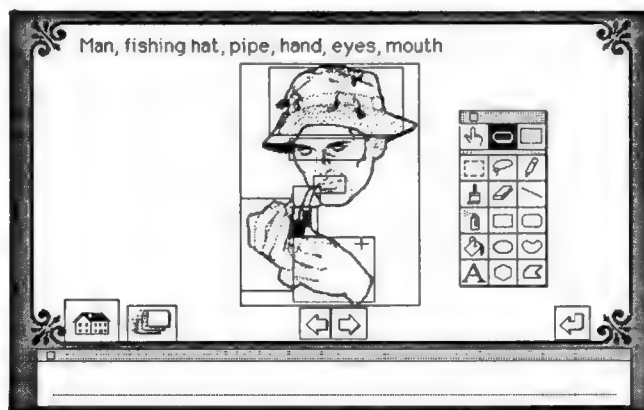 Man, fishing hat, pipe, hand, eyes, mouth
A